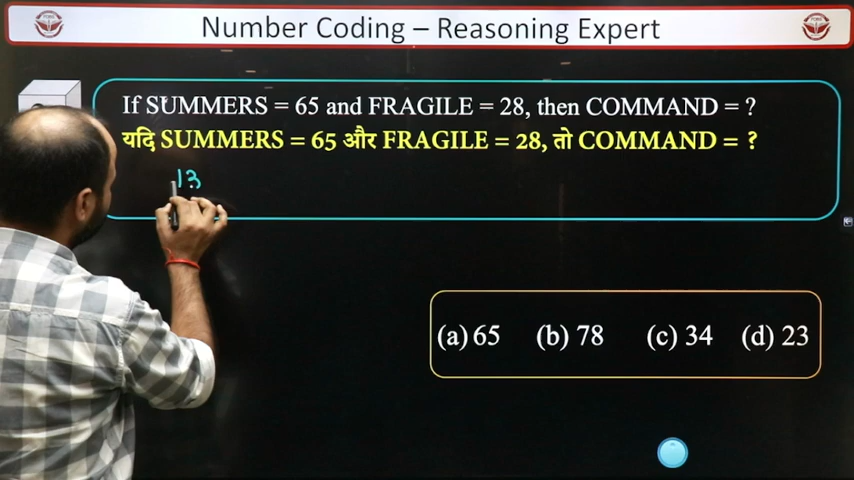 Number Coding – Reasoning Expert
If SUMMERS = 65 and FRAGILE = 28, then COMMAND = ?
यदि SUMMERS = 65 और FRAGILE = 28, तो COMMAND = ?
13
(a) 65 (b) 78 (c) 34 (d) 23